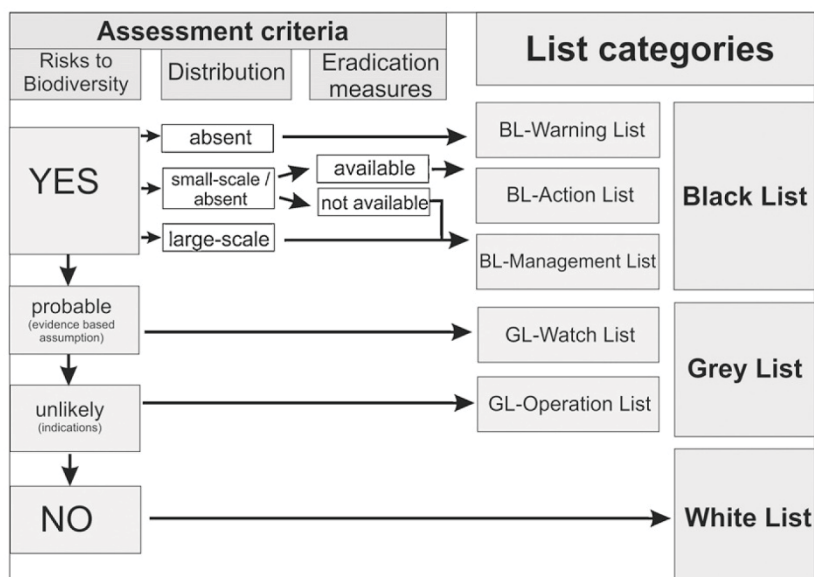 Assessment criteria
List categories
Risks to
Biodiversity
Distribution
Eradication
measures
YES
absent
small-scale /
absent
large-scale
available
not available
BL-Warning List
BL-Action List
BL-Management List
Black List
probable
(evidence based
assumption)
GL-Watch List
Grey List
unlikely
(indications)
GL-Operation List
NO
White List